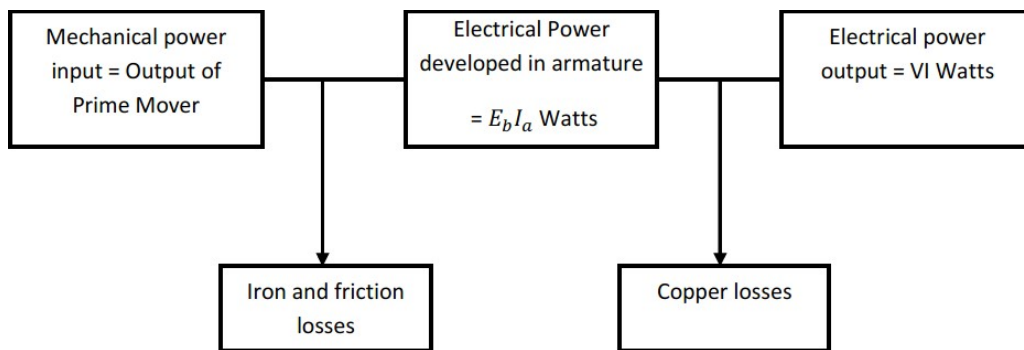 Mechanical power
input = Output of
Prime Mover
Electrical Power
developed in armature
= E_b I_a Watts
Electrical power
output = VI Watts
Iron and friction
losses
Copper losses